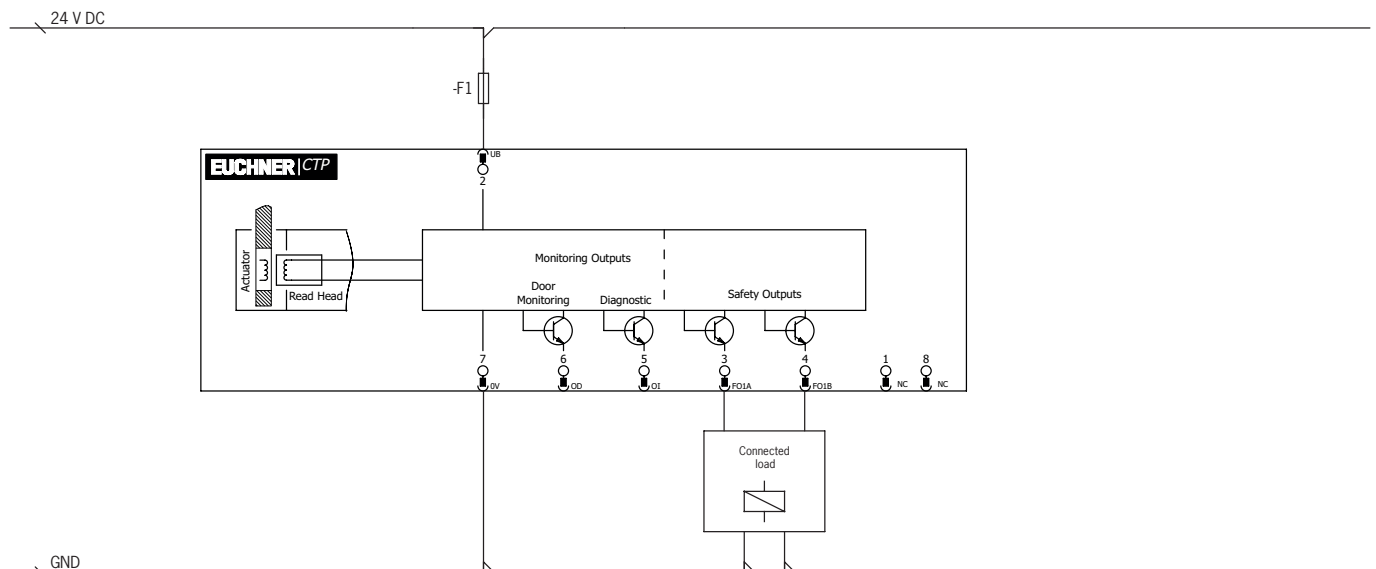 24 V DC
-F1
EUCHNER CTP
UB
2
Actuator
Read Head
Monitoring Outputs
Door
Monitoring
Diagnostic
Safety Outputs
7
6
5
3
4
1
8
0V
OD
OI
FO1A
FO1B
NC
NC
Connected
load
GND